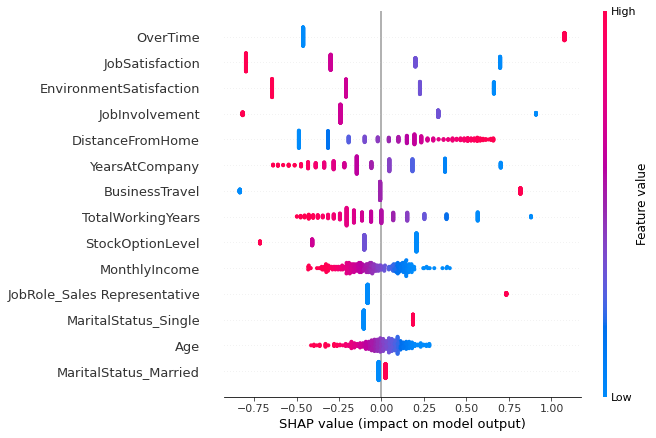 High
OverTime
JobSatisfaction
EnvironmentSatisfaction
JobInvolvement
DistanceFromHome
YearsAtCompany
BusinessTravel
TotalWorkingYears
StockOptionLevel
MonthlyIncome
JobRole_Sales Representative
MaritalStatus_Single
Age
MaritalStatus_Married
Feature value
Low
−0.75 −0.50 −0.25 0.00 0.25 0.50 0.75 1.00
SHAP value (impact on model output)